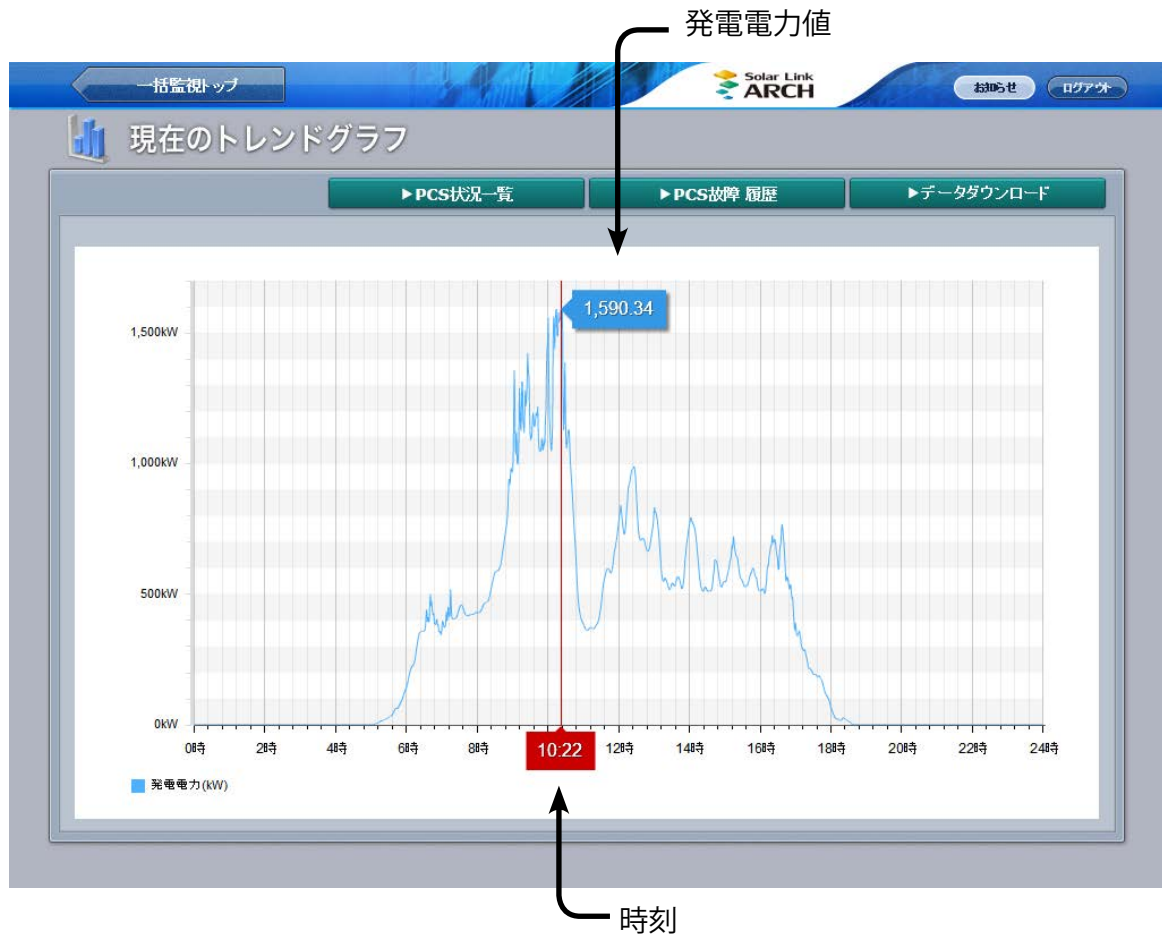 発電電力値
一括監視トップ
Solar Link
ARCH
お知らせ
ログアウト
現在のトレンドグラフ
▶PCS状況一覧
▶PCS故障 履歴
▶データダウンロード
1,590.34
1,500kW
1,000kW
500kW
0kW
0時 2時 4時 6時 8時 10:22 12時 14時 16時 18時 20時 22時 24時
発電電力(kW)
時刻